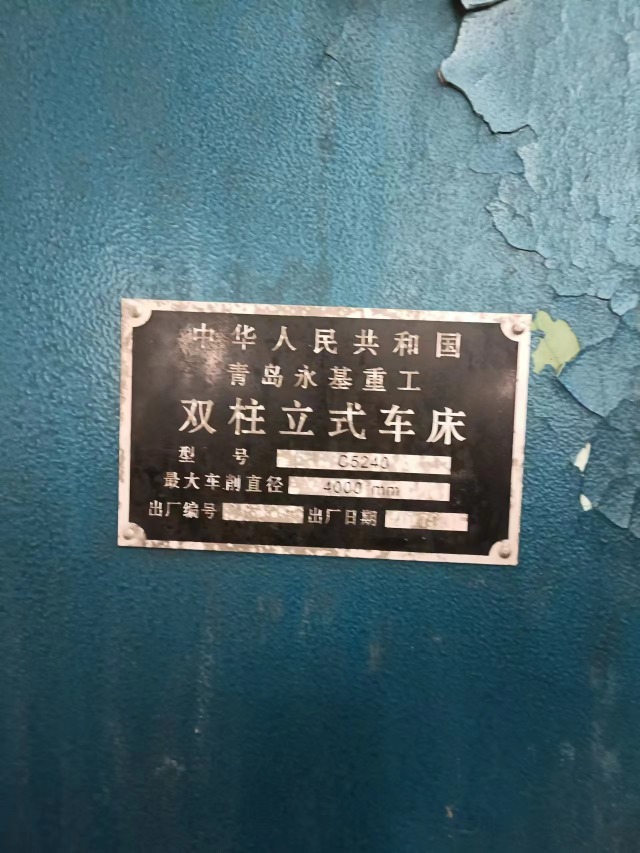 中华人民共和国
青岛永基重工
双柱立式车床
型 号 C5240
最大车削直径 4000 mm
出厂编号 出厂日期